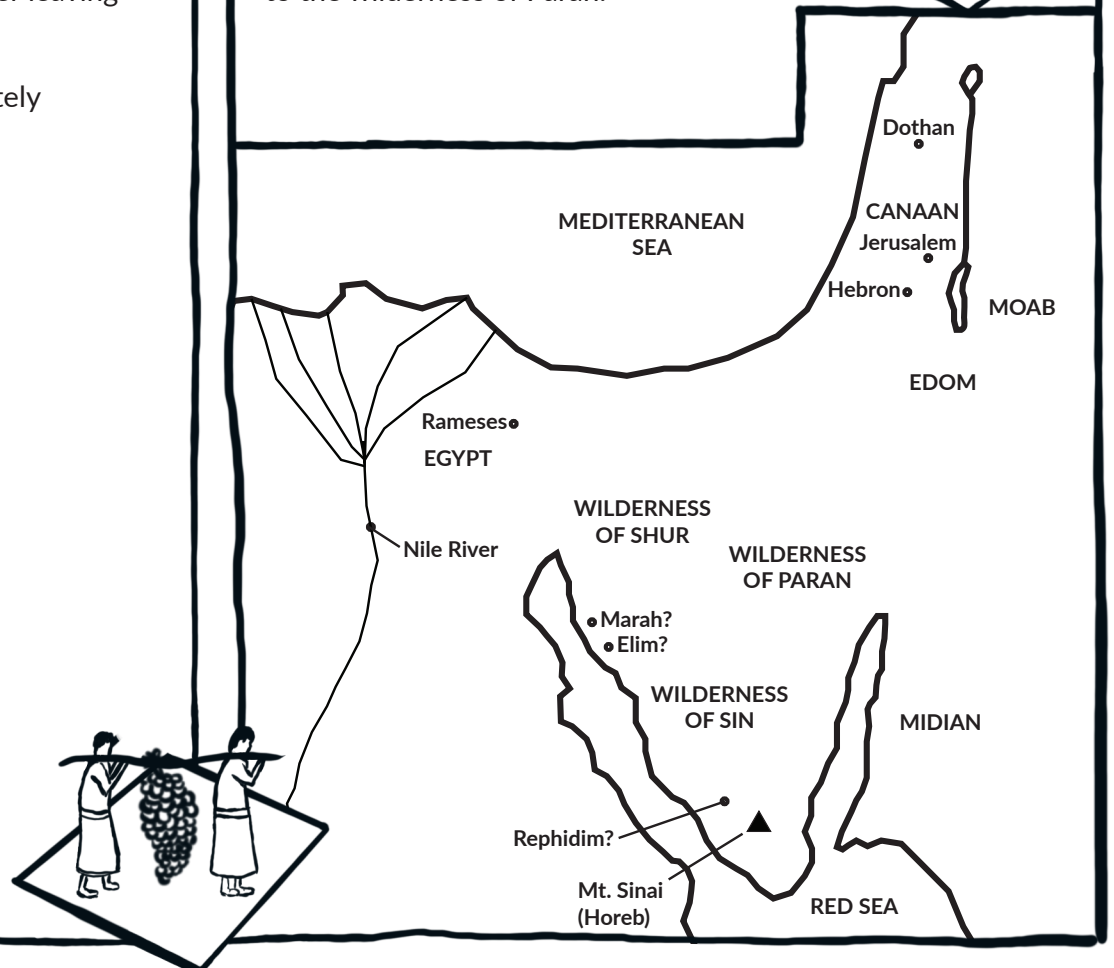 to the wilderness of Paran.
tely
Dothan
CANAAN
MEDITERRANEAN
SEA
Jerusalem
Hebron
MOAB
EDOM
Rameses
EGYPT
WILDERNESS
OF SHUR
Nile River
WILDERNESS
OF PARAN
Marah?
Elim?
WILDERNESS
OF SIN
MIDIAN
Rephidim?
Mt. Sinai
(Horeb)
RED SEA